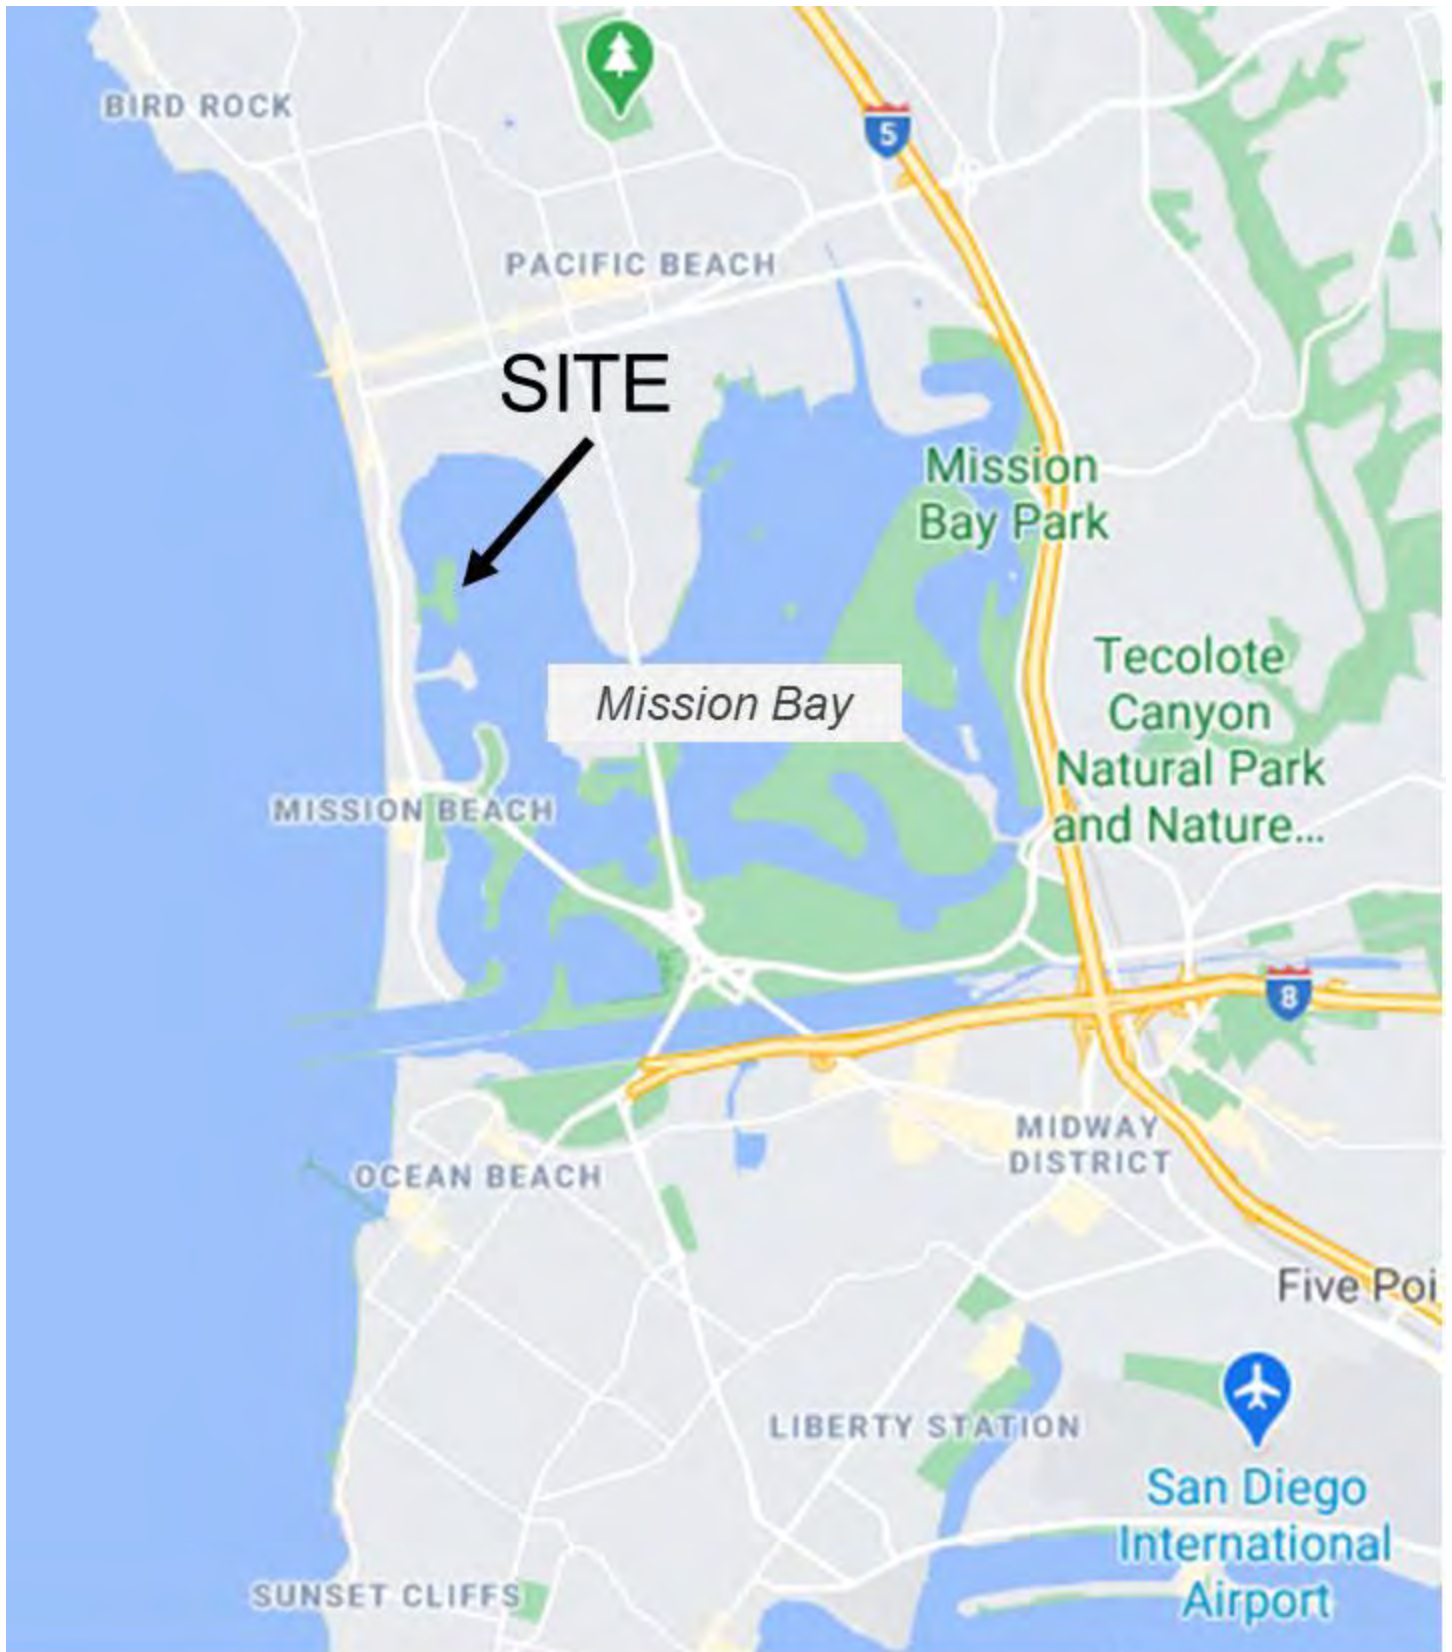 BIRD ROCK
5
PACIFIC BEACH
SITE
Mission
Bay Park
Tecolote
Canyon
Natural Park
and Nature...
Mission Bay
MISSION BEACH
8
MIDWAY
DISTRICT
OCEAN BEACH
Five Poi
LIBERTY STATION
San Diego
International
Airport
SUNSET CLIFFS